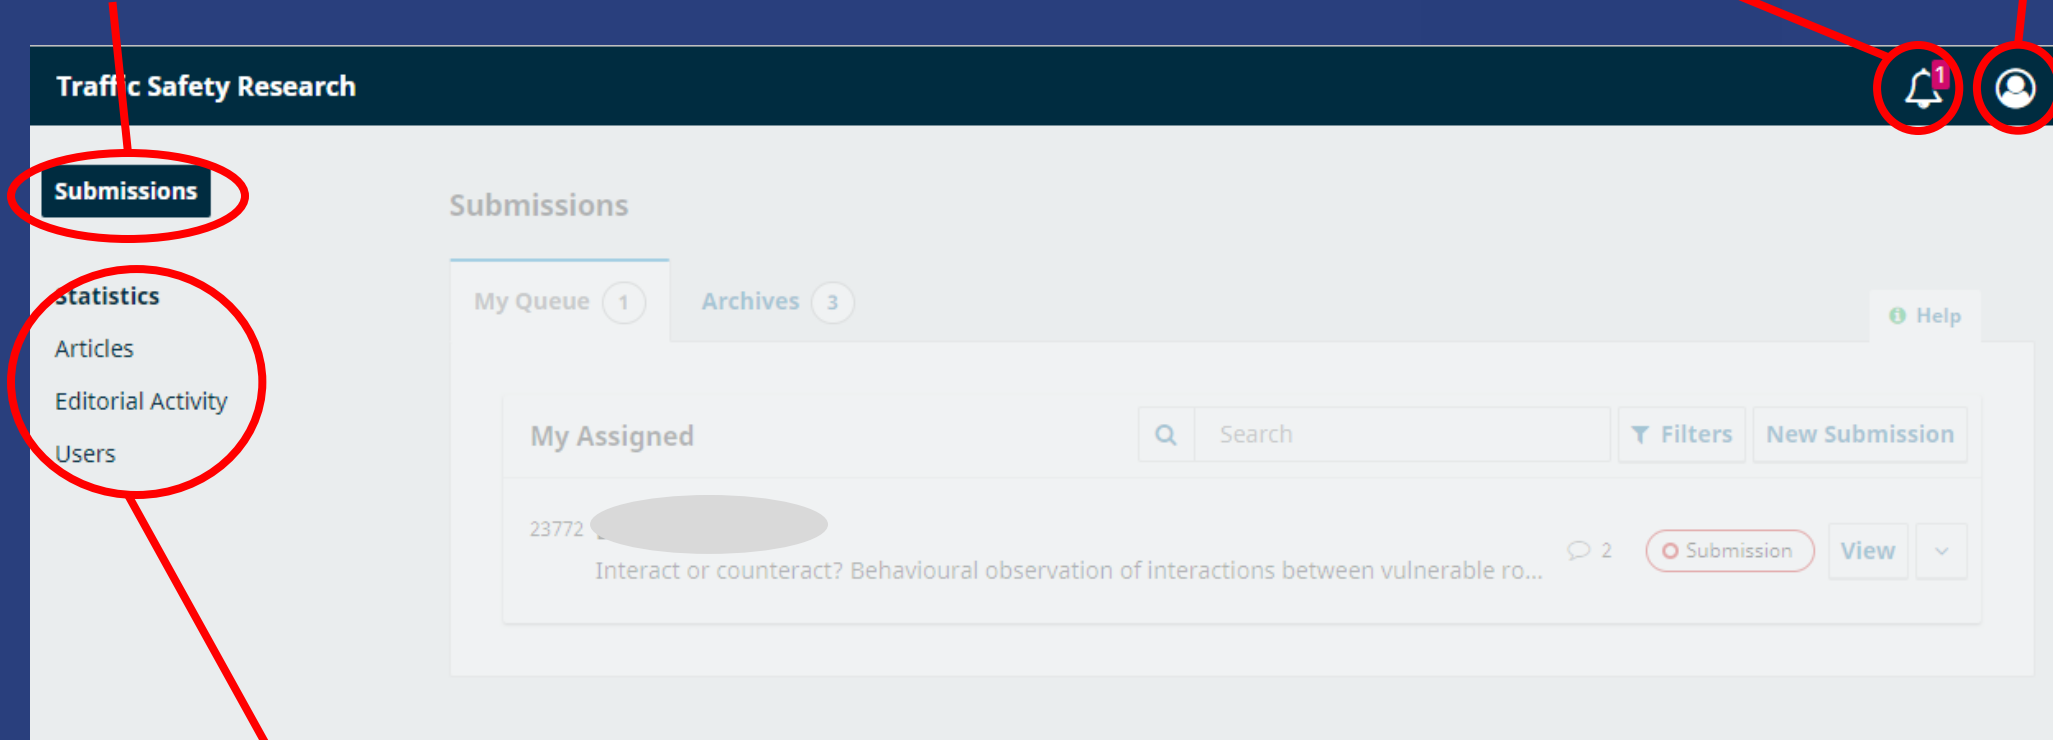 Traffic Safety Research
1
Submissions
Statistics
Articles
Editorial Activity
Users
Submissions
My Queue 1
Archives 3
Help
My Assigned
Search
Filters
New Submission
23772
Interact or counteract? Behavioural observation of interactions between vulnerable ro...
2
Submission
View